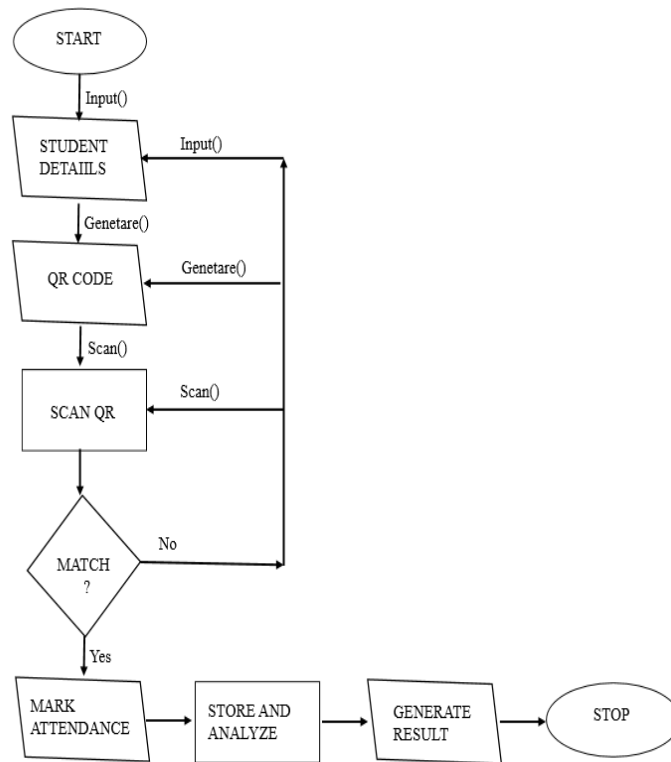 START
Input()
STUDENT
DETAIILS
Input()
Genetare()
QR CODE
Genetare()
Scan()
SCAN QR
Scan()
MATCH
?
No
Yes
MARK
ATTENDANCE
STORE AND
ANALYZE
GENERATE
RESULT
STOP